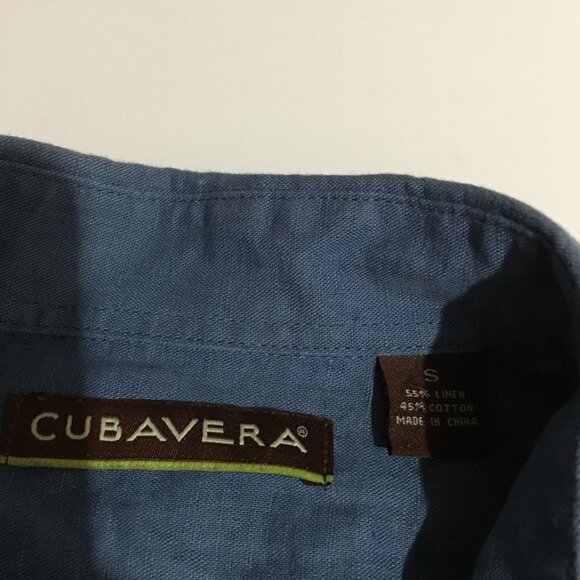 CUBAVERA®
S
55% LINEN
45% COTTON
MADE IN CHINA